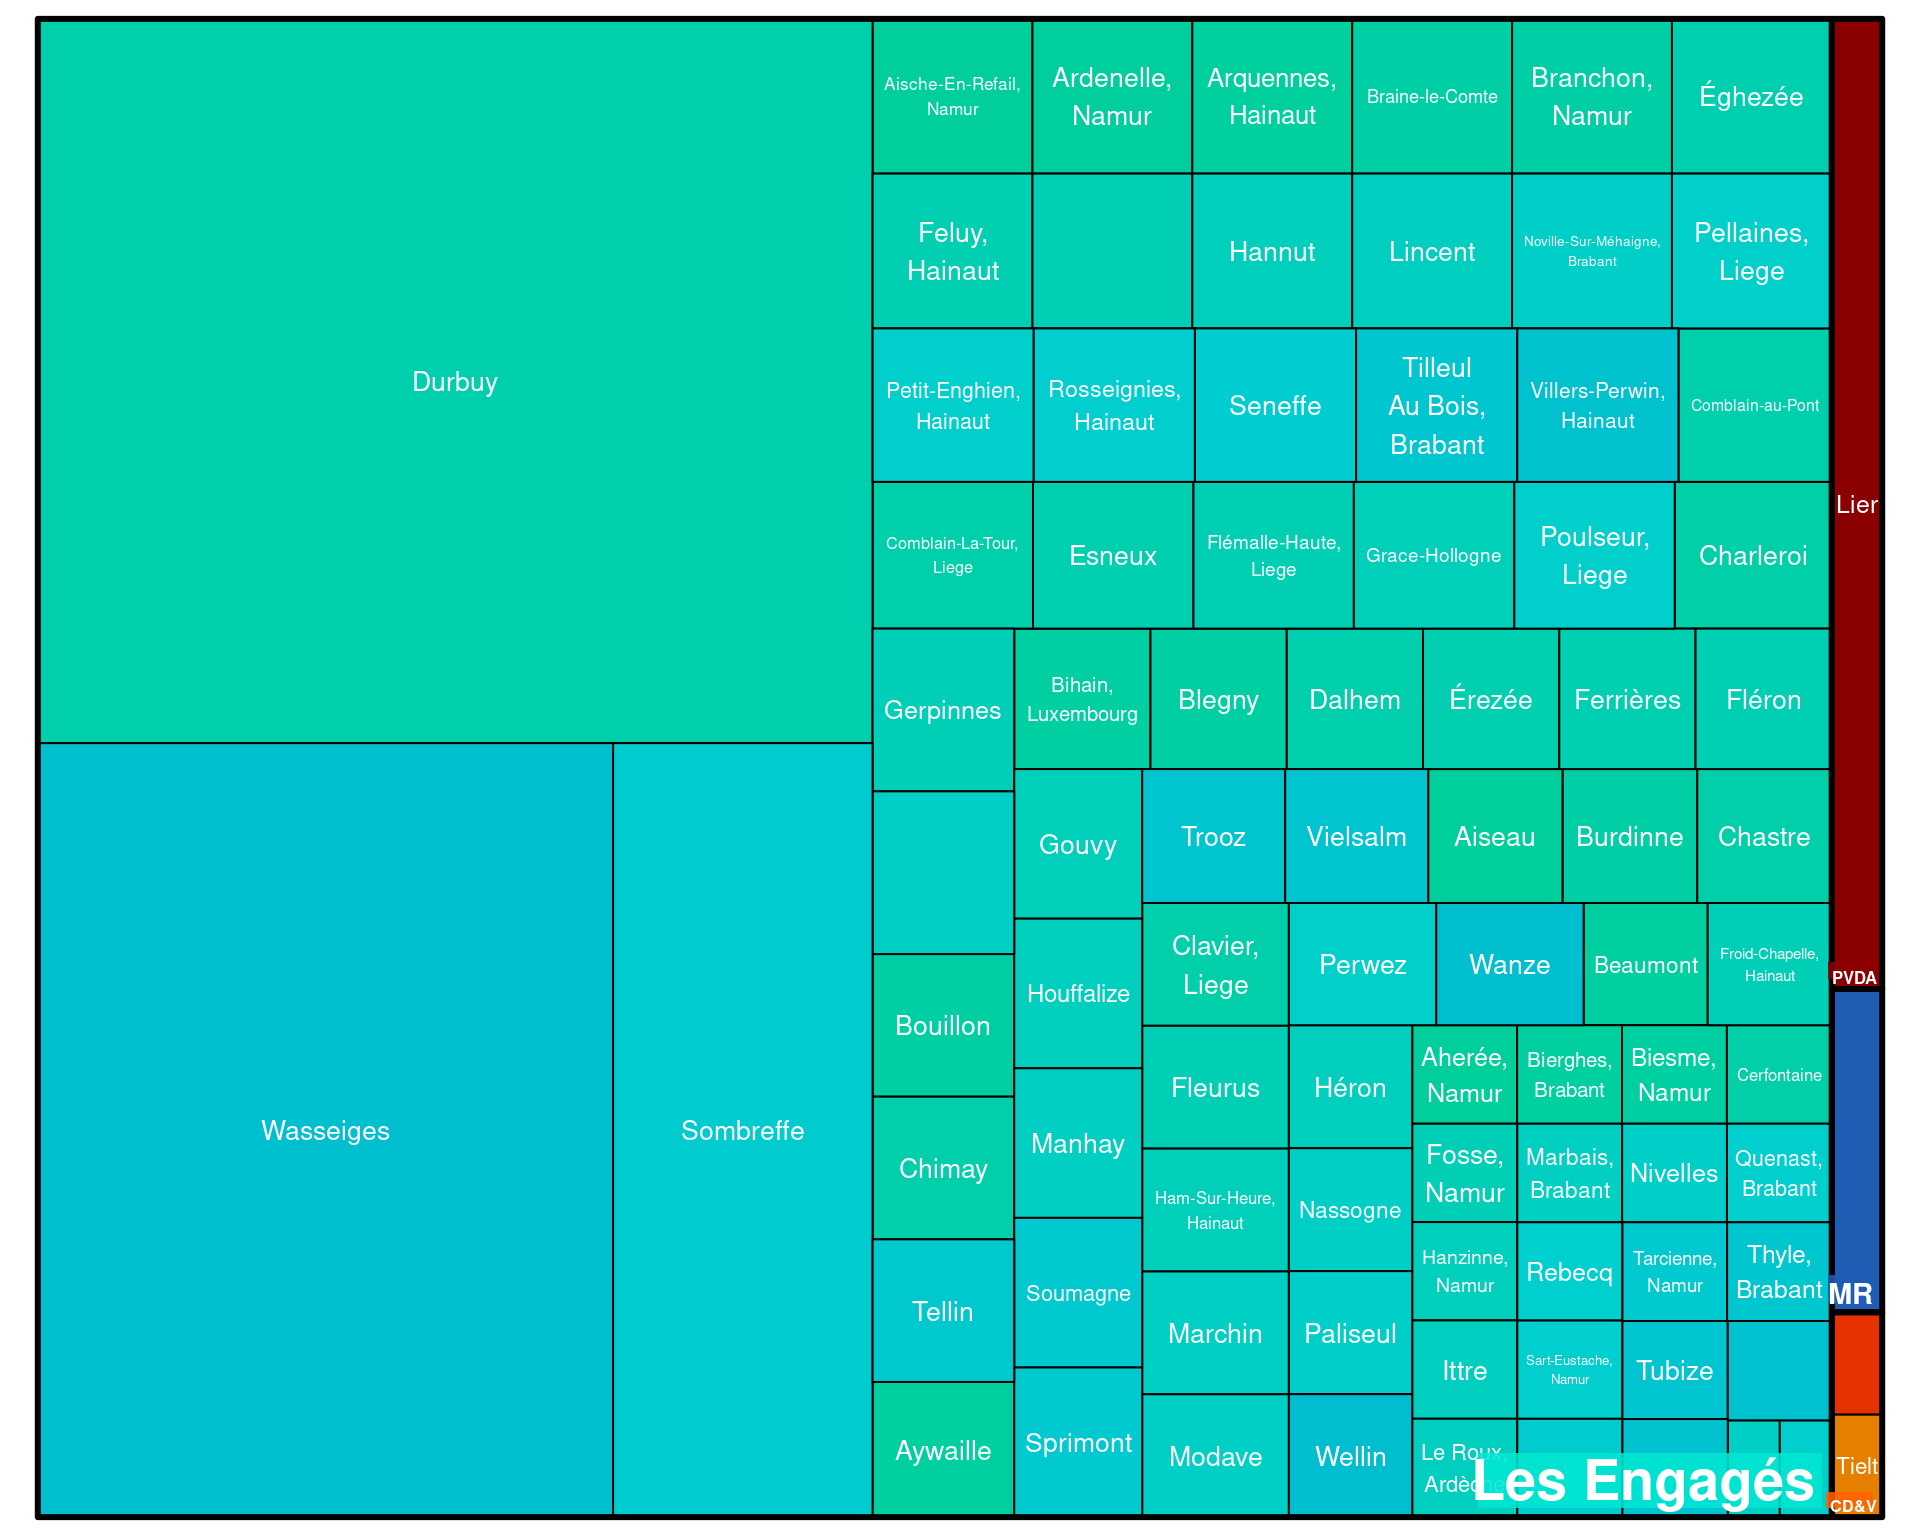 Durbuy
Wasseiges
Sombreffe
Aische-En-Refail,
Namur
Ardenelle,
Namur
Arquennes,
Hainaut
Braine-le-Comte
Branchon,
Namur
Éghezée
Feluy,
Hainaut
Hannut
Lincent
Noville-Sur-Méhaigne,
Brabant
Pellaines,
Liege
Petit-Enghien,
Hainaut
Rosseignies,
Hainaut
Seneffe
Tilleul
Au Bois,
Brabant
Villers-Perwin,
Hainaut
Comblain-au-Pont
Comblain-La-Tour,
Liege
Esneux
Flémalle-Haute,
Liege
Grace-Hollogne
Poulseur,
Liege
Charleroi
Gerpinnes
Bihain,
Luxembourg
Blegny
Dalhem
Érezée
Ferrières
Fléron
Gouvy
Trooz
Vielsalm
Aiseau
Burdinne
Chastre
Bouillon
Houffalize
Clavier,
Liege
Perwez
Wanze
Beaumont
Froid-Chapelle,
Hainaut
Chimay
Manhay
Fleurus
Héron
Aherée,
Namur
Bierghes,
Brabant
Biesme,
Namur
Cerfontaine
Fosse,
Namur
Marbais,
Brabant
Nivelles
Quenast,
Brabant
Ham-Sur-Heure,
Hainaut
Nassogne
Hanzinne,
Namur
Rebecq
Tarcienne,
Namur
Thyle,
Brabant
Tellin
Soumagne
Marchin
Paliseul
Ittre
Sart-Eustache,
Namur
Tubize
Aywaille
Sprimont
Modave
Wellin
Le Roux,
Ardèche
Les Engagés
Lier
PVDA
MR
Tielt
CD&V